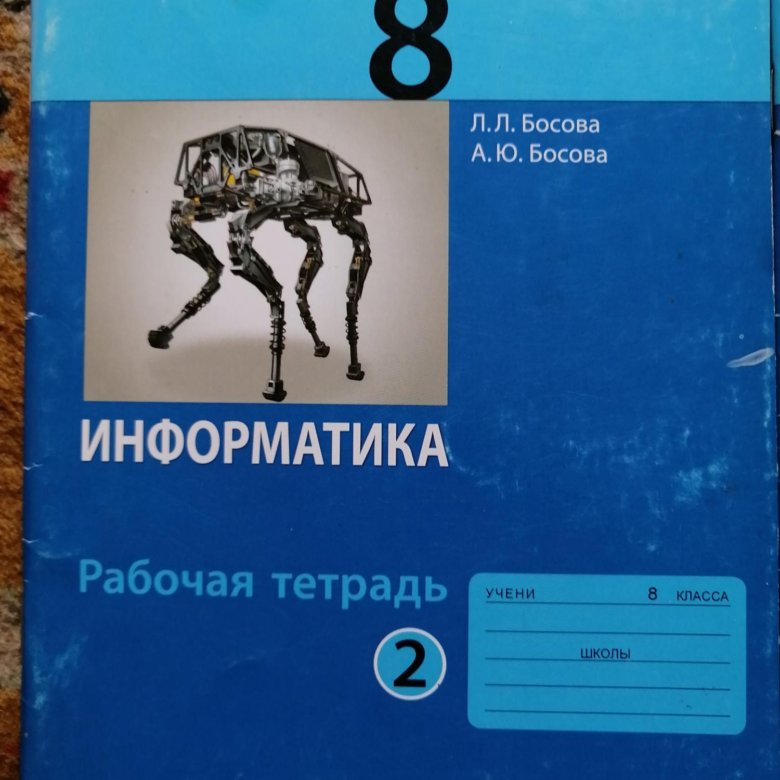 8
Л.Л. Босова
А.Ю. Босова
ИНФОРМАТИКА
Рабочая тетрадь
2
УЧЕНИ 8 КЛАССА
ШКОЛЫ